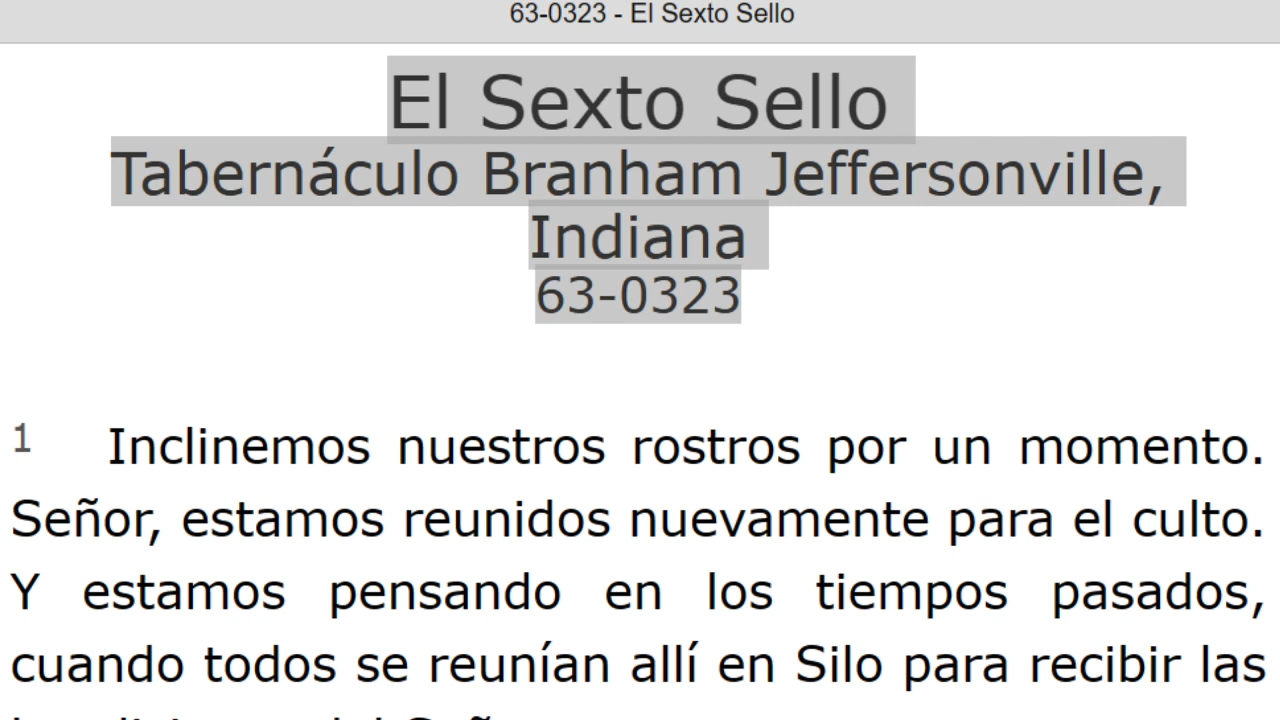 63-0323 - El Sexto Sello
El Sexto Sello
Tabernáculo Branham Jeffersonville,
Indiana
63-0323
1 Inclinemos nuestros rostros por un momento.
Señor, estamos reunidos nuevamente para el culto.
Y estamos pensando en los tiempos pasados,
cuando todos se reunían allí en Silo para recibir las